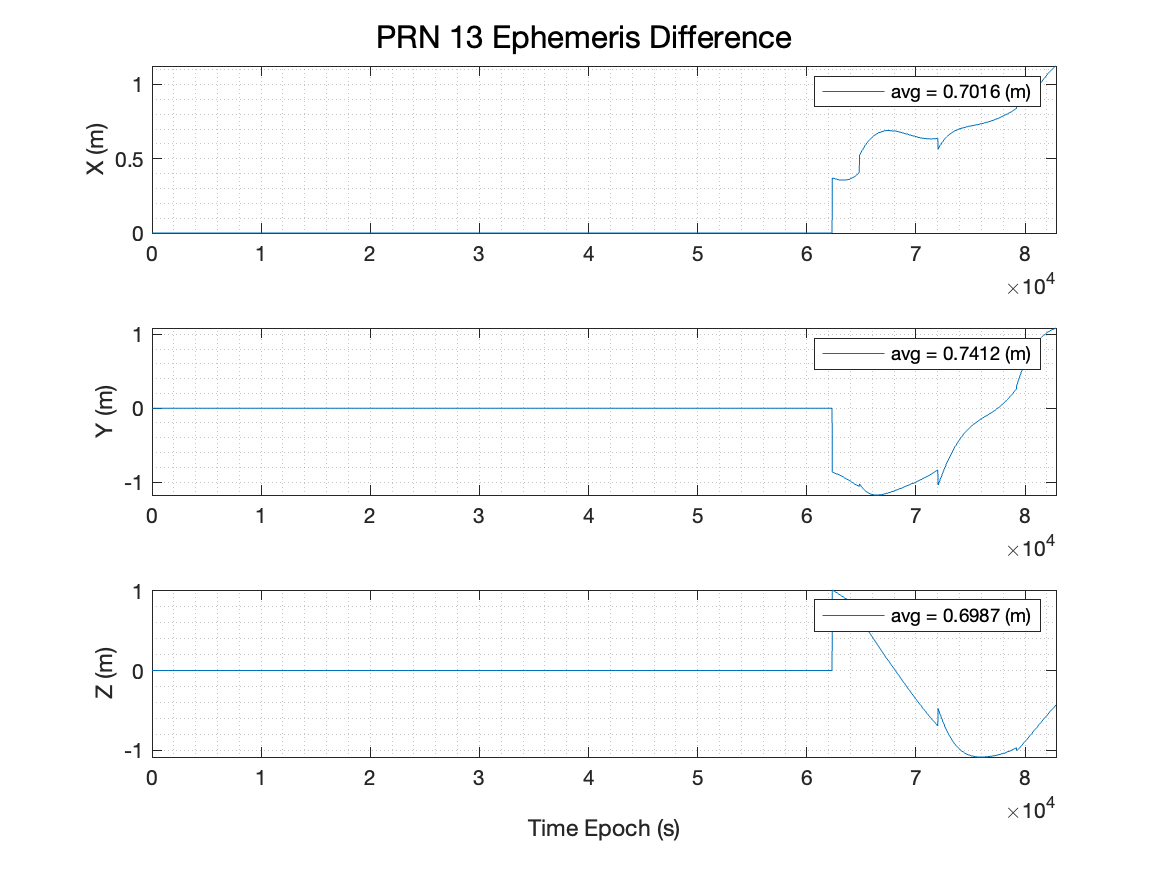 PRN 13 Ephemeris Difference
1
0.5
0
X (m)
avg = 0.7016 (m)
0 1 2 3 4 5 6 7 8
×10^4
1
0
-1
Y (m)
avg = 0.7412 (m)
0 1 2 3 4 5 6 7 8
×10^4
1
0
-1
Z (m)
avg = 0.6987 (m)
0 1 2 3 4 5 6 7 8
×10^4
Time Epoch (s)